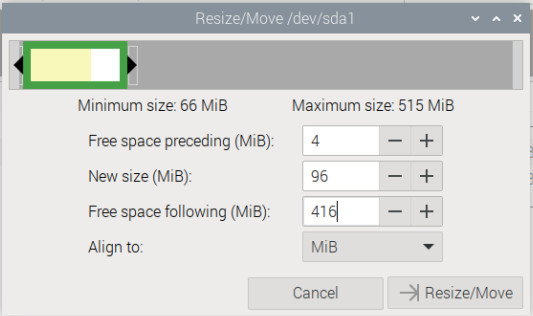 Resize/Move /dev/sda1
Minimum size: 66 MiB Maximum size: 515 MiB
Free space preceding (MiB): 4
New size (MiB): 96
Free space following (MiB): 416
Align to: MiB
Cancel Resize/Move